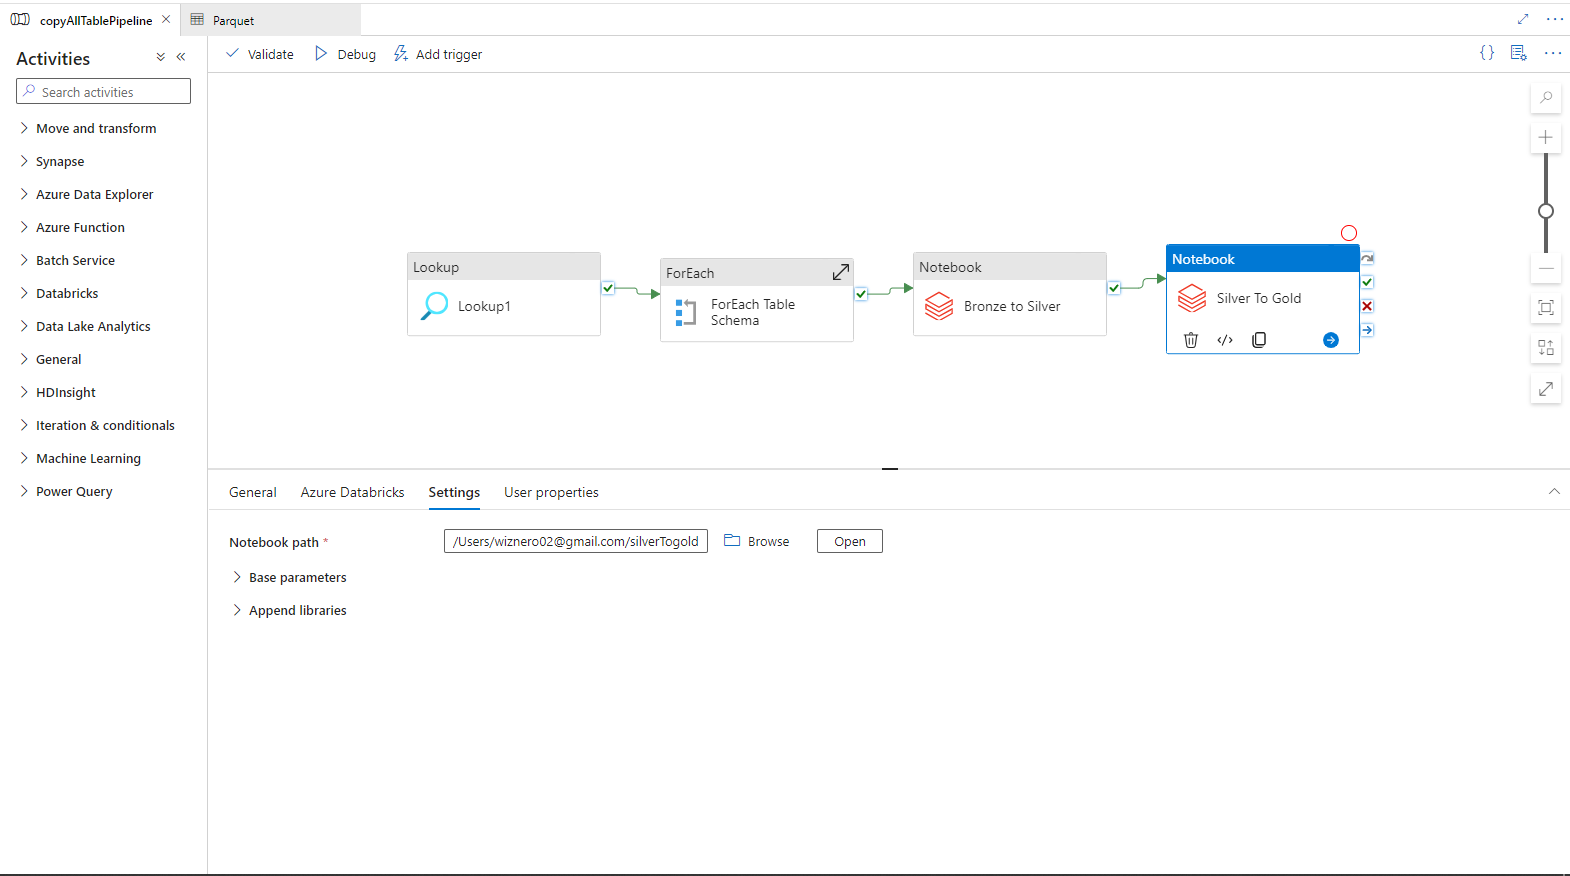 copyAllTablePipeline
Parquet
Activities
Validate
Debug
Add trigger
Search activities
Move and transform
Synapse
Azure Data Explorer
Azure Function
Batch Service
Databricks
Data Lake Analytics
General
HDInsight
Iteration & conditionals
Machine Learning
Power Query
Lookup
Lookup1
ForEach
ForEach Table
Schema
Notebook
Bronze to Silver
Notebook
Silver To Gold
General
Azure Databricks
Settings
User properties
Notebook path *
/Users/wiznero02@gmail.com/silverTogold
Browse
Open
Base parameters
Append libraries